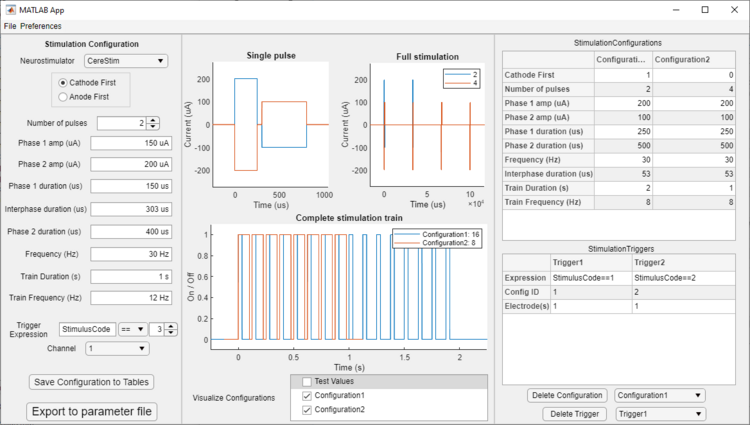 MATLAB App
File Preferences
Stimulation Configuration
Neurostimulator CereStim
Cathode First
Anode First
Number of pulses 2
Phase 1 amp (uA) 150 uA
Phase 2 amp (uA) 200 uA
Phase 1 duration (us) 150 us
Interphase duration (us) 303 us
Phase 2 duration (us) 400 us
Frequency (Hz) 30 Hz
Train Duration (s) 1 s
Train Frequency (Hz) 12 Hz
Trigger
Expression StimulusCode == 3
Channel 1
Save Configuration to Tables
Export to parameter file
Single pulse
Current (uA)
200
100
0
-100
-200
0 500 1000
Time (us)
Full stimulation
2
4
Current (uA)
200
100
0
-100
-200
0 5 10
Time (us) ×10⁴
Complete stimulation train
Configuration1: 16
Configuration2: 8
On / Off
1
0.8
0.6
0.4
0.2
0
0 0.5 1 1.5 2
Time (s)
Visualize Configurations
Test Values
Configuration1
Configuration2
StimulationConfigurations
Configurati... Configuration2
Cathode First 1 0
Number of pulses 2 4
Phase 1 amp (uA) 200 200
Phase 2 amp (uA) 100 100
Phase 1 duration (us) 250 250
Phase 2 duration (us) 500 500
Frequency (Hz) 30 30
Interphase duration (us) 53 53
Train Duration (s) 2 1
Train Frequency (Hz) 8 8
StimulationTriggers
Trigger1 Trigger2
Expression StimulusCode==1 StimulusCode==2
Config ID 1 2
Electrode(s) 1 1
Delete Configuration Configuration1
Delete Trigger Trigger1